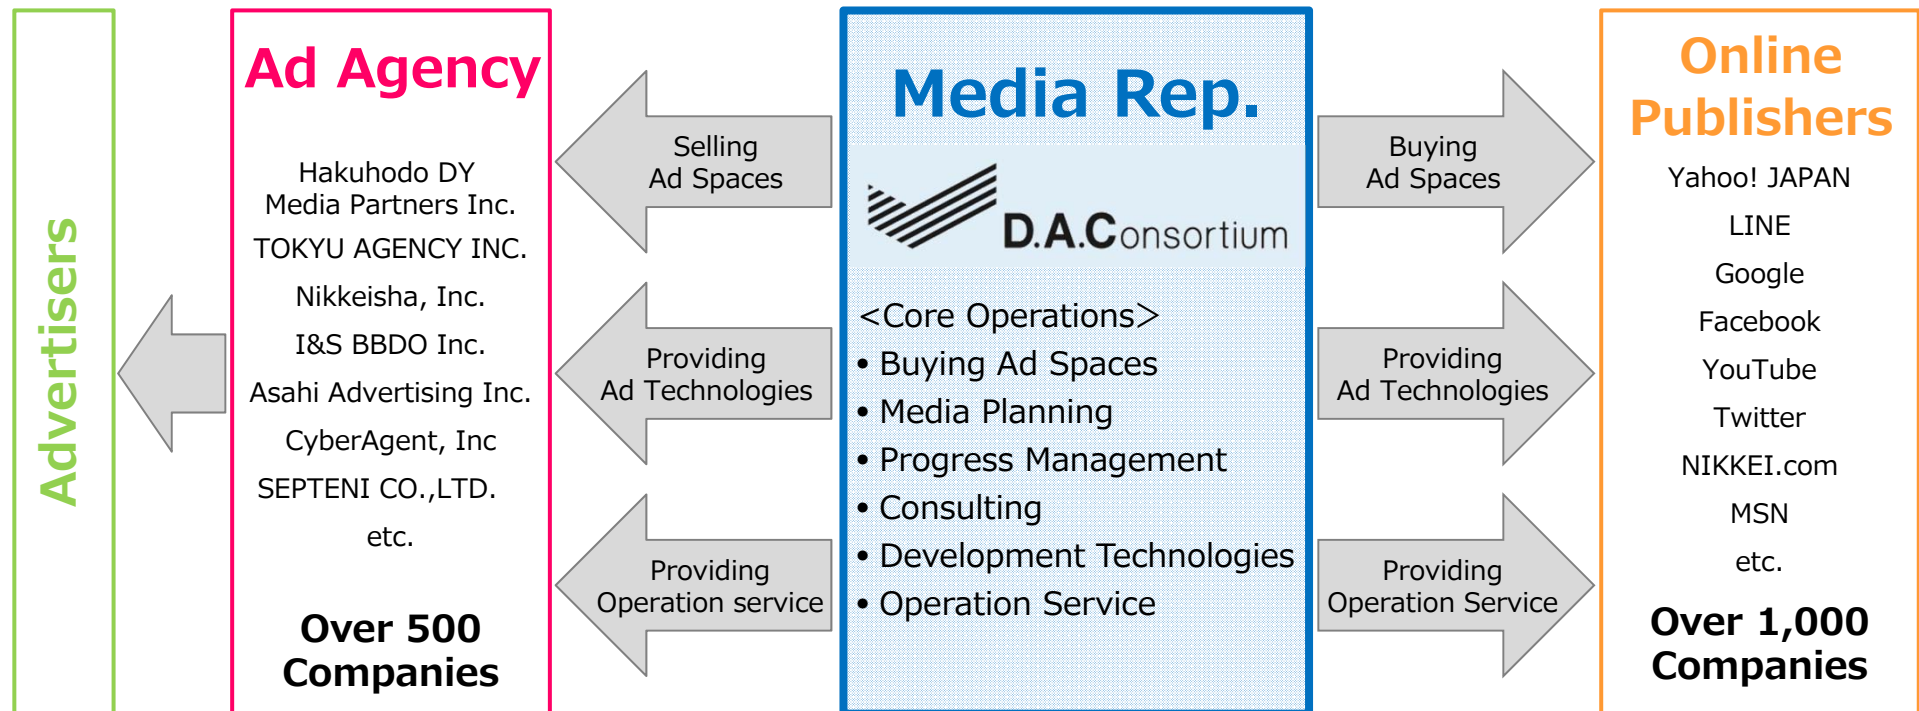 Advertisers
Ad Agency
Hakuhodo DY
Media Partners Inc.
TOKYU AGENCY INC.
Nikkeisha, Inc.
I&S BBDO Inc.
Asahi Advertising Inc.
CyberAgent, Inc
SEPTENI CO.,LTD.
etc.
Over 500
Companies
Selling
Ad Spaces
Providing
Ad Technologies
Providing
Operation service
Media Rep.
D.A.Consortium
<Core Operations＞
• Buying Ad Spaces
• Media Planning
• Progress Management
• Consulting
• Development Technologies
• Operation Service
Buying
Ad Spaces
Providing
Ad Technologies
Providing
Operation Service
Online
Publishers
Yahoo! JAPAN
LINE
Google
Facebook
YouTube
Twitter
NIKKEI.com
MSN
etc.
Over 1,000
Companies